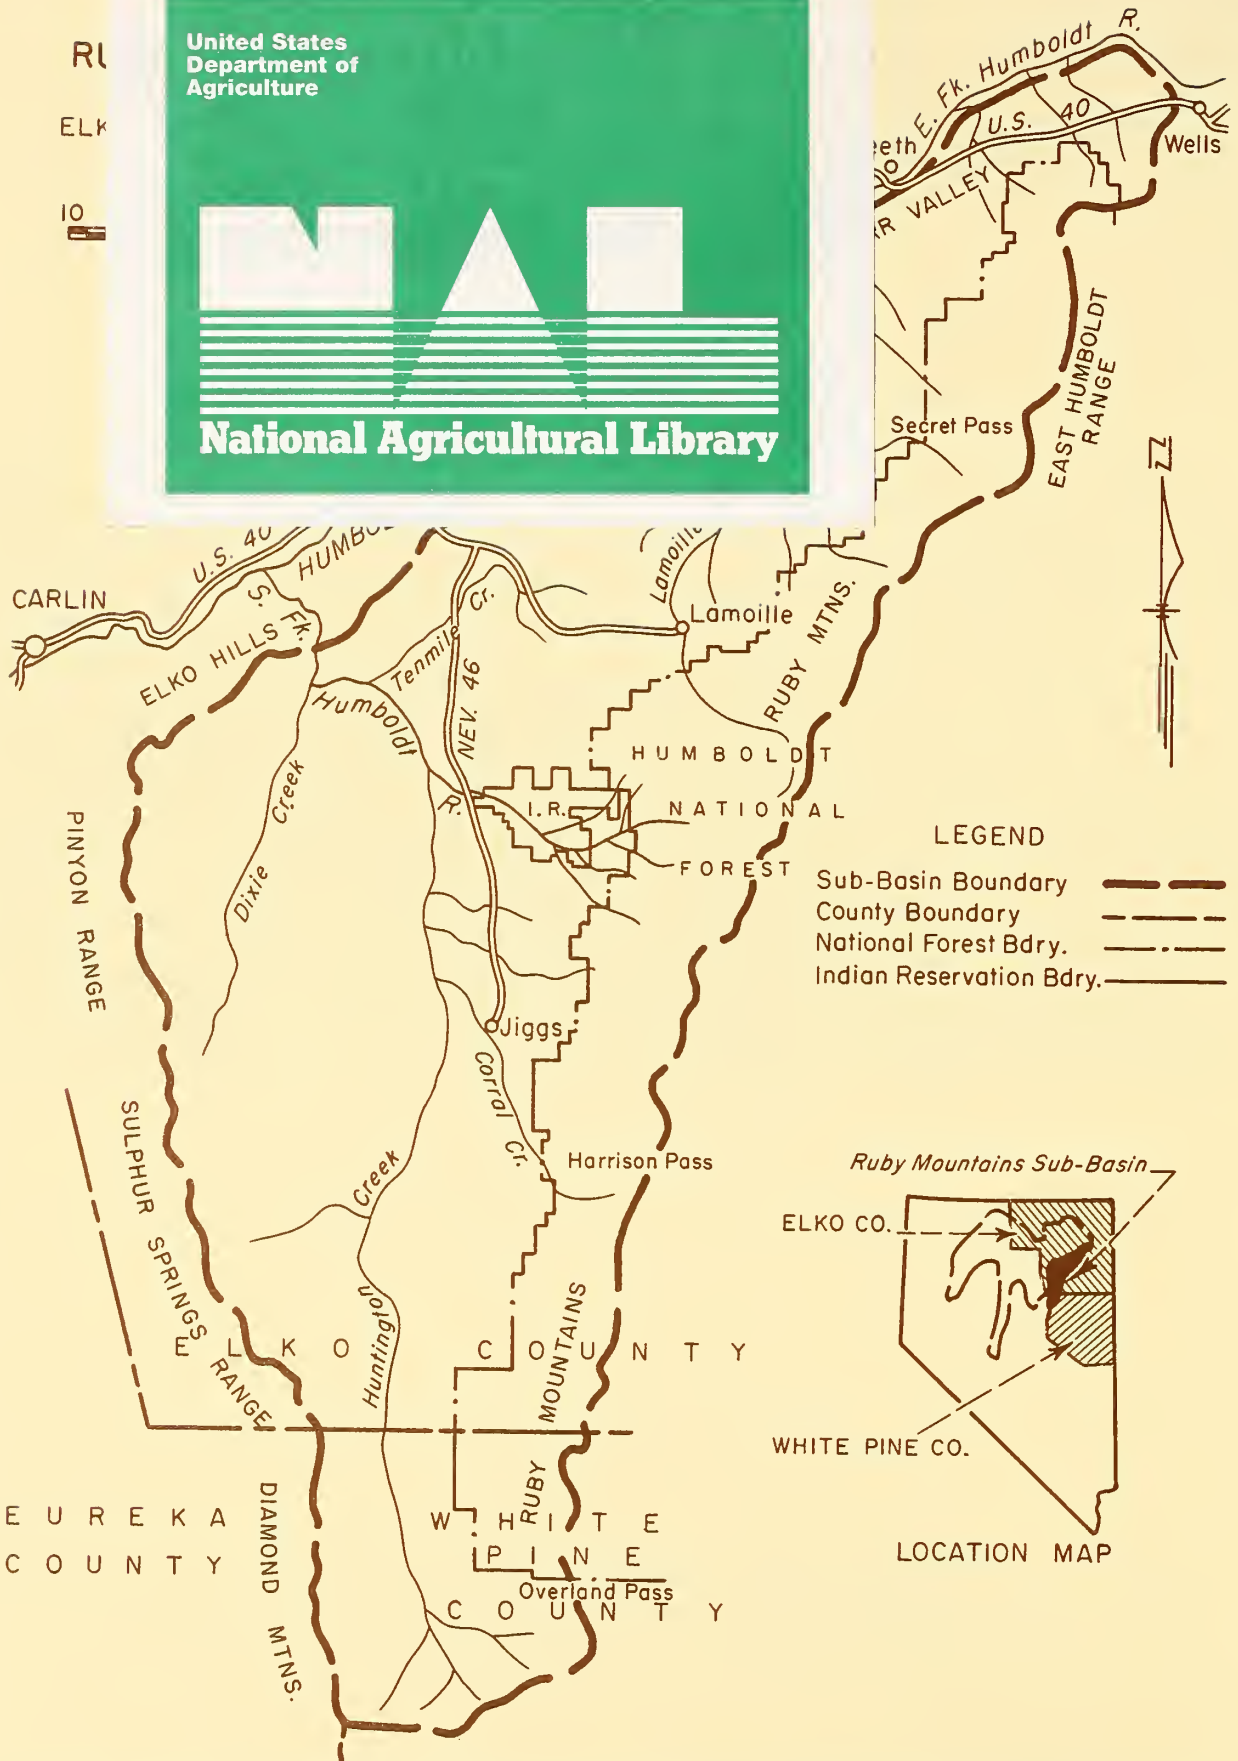 RU
ELK
10
United States
Department of
Agriculture
NAL
National Agricultural Library
E. Fk. Humboldt R.
U.S. 40
Wells
eeth
VALLEY
EAST HUMBOLDT
RANGE
Secret Pass
N
U.S. 40
HUMBOL
CARLIN
S. Fk.
ELKO HILLS
Humboldt
R.
Tenmile Cr.
NEV. 46
Lamoille
Lamoille
RUBY MTNS.
HUMBOLDT
NATIONAL
FOREST
I.R.
Dixie Creek
PINYON RANGE
LEGEND
Sub-Basin Boundary
County Boundary
National Forest Bdry.
Indian Reservation Bdry.
Jiggs
Corral Cr.
Harrison Pass
SULPHUR SPRINGS RANGE
Huntington Creek
ELKO COUNTY
RUBY MOUNTAINS
Ruby Mountains Sub-Basin
ELKO CO.
WHITE PINE CO.
LOCATION MAP
EUREKA
COUNTY
DIAMOND MTNS.
WHITE
PINE
Overland Pass
COUNTY